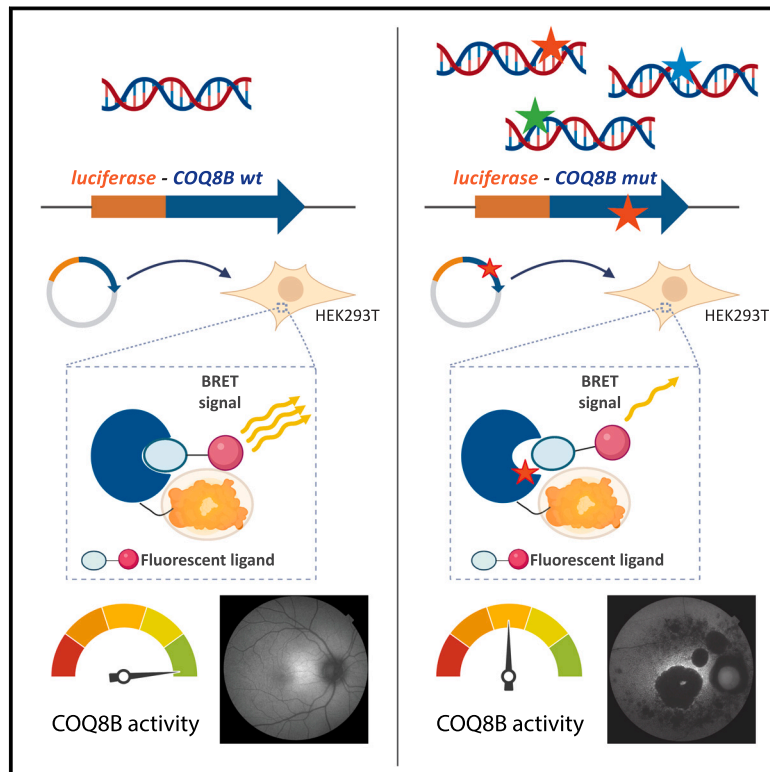 luciferase - COQ8B wt
HEK293T
BRET
signal
Fluorescent ligand
COQ8B activity
luciferase - COQ8B mut
HEK293T
BRET
signal
Fluorescent ligand
COQ8B activity